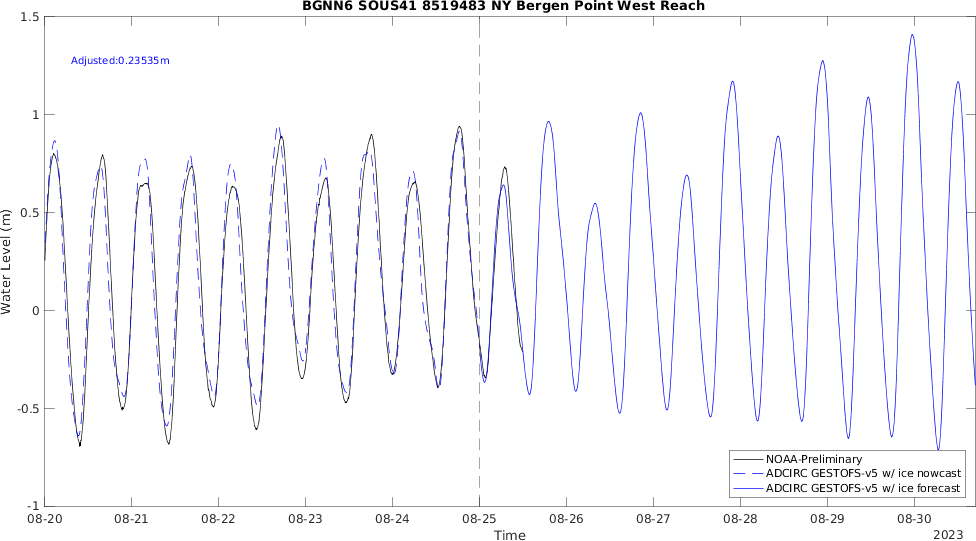 BGNN6 SOUS41 8519483 NY Bergen Point West Reach
1.5
Adjusted:0.23535m
1
0.5
0
-0.5
-1
Water Level (m)
NOAA-Preliminary
ADCIRC GESTOFS-v5 w/ ice nowcast
ADCIRC GESTOFS-v5 w/ ice forecast
08-20 08-21 08-22 08-23 08-24 08-25 08-26 08-27 08-28 08-29 08-30
Time
2023